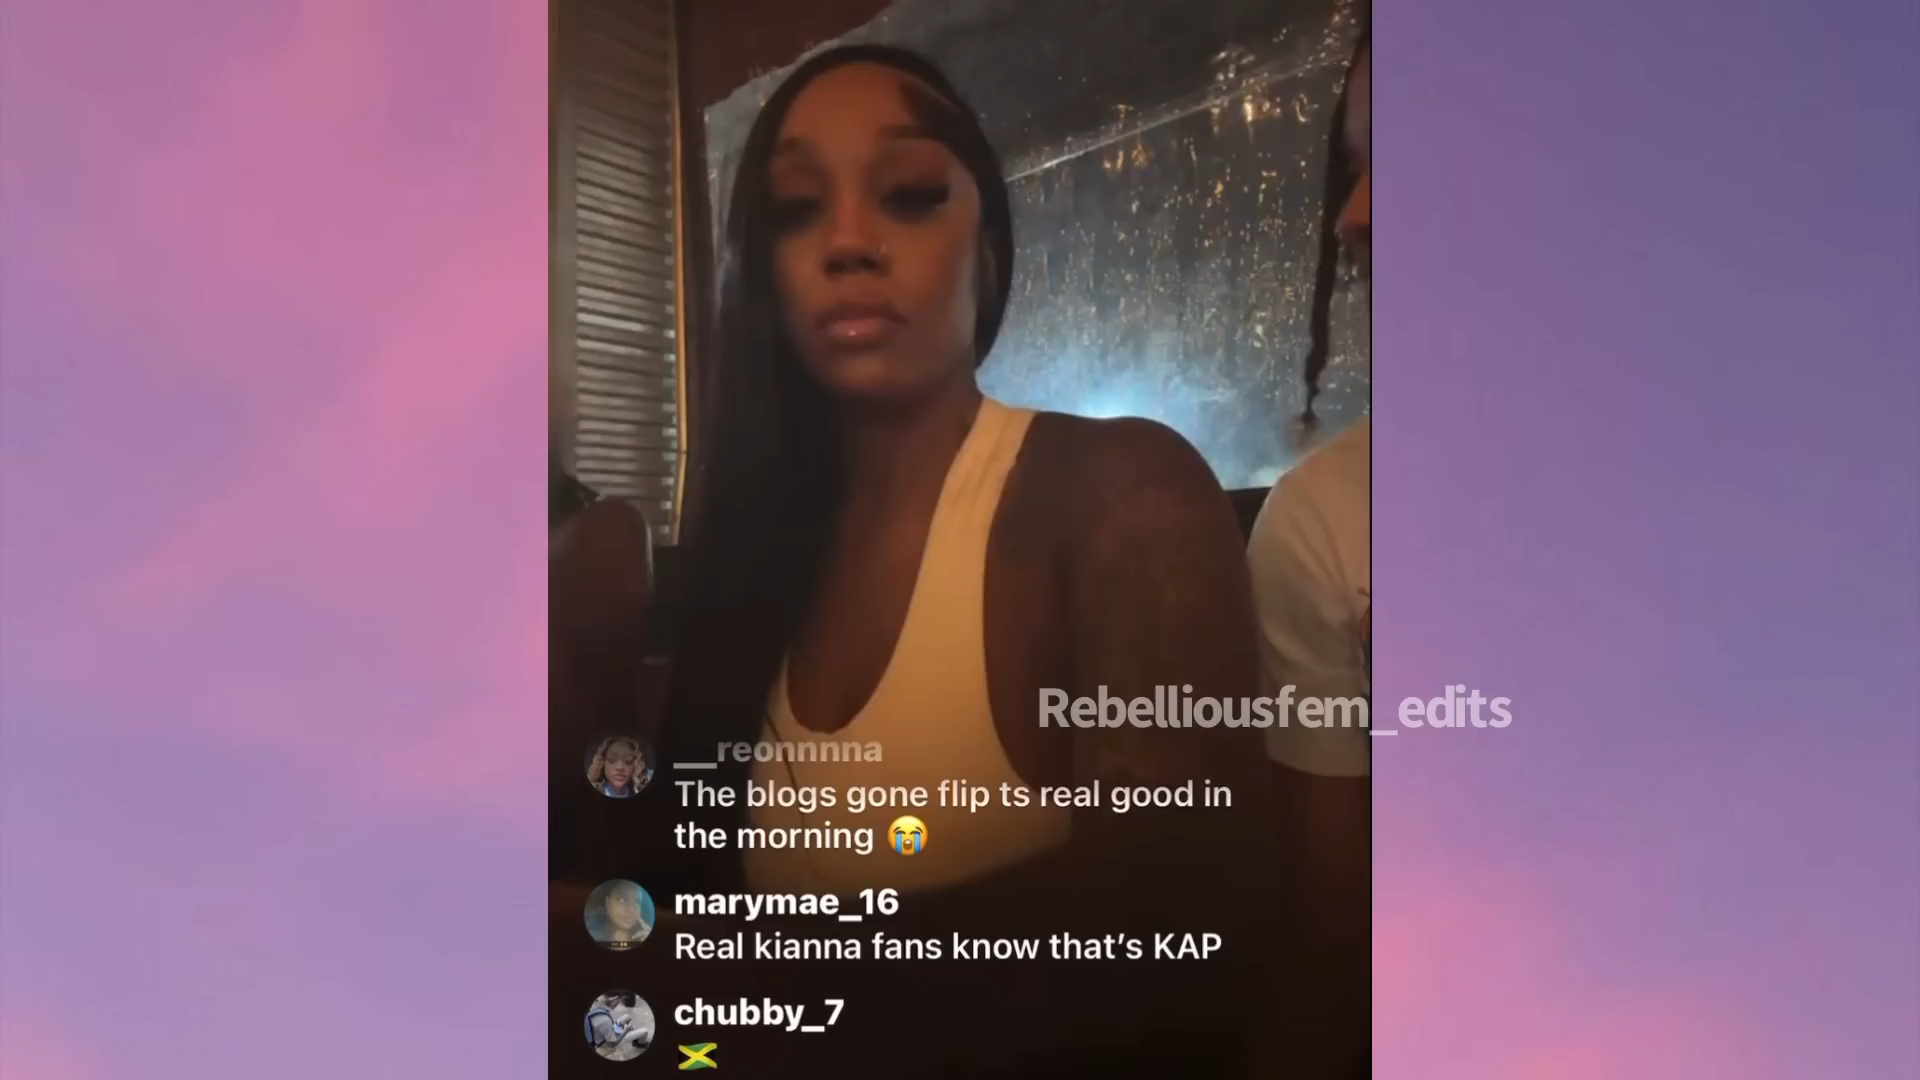 Rebelliousfem_edits
__reonnnna
The blogs gone flip ts real good in
the morning 😭
marymae_16
Real kianna fans know that's KAP
chubby_7
🇯🇲